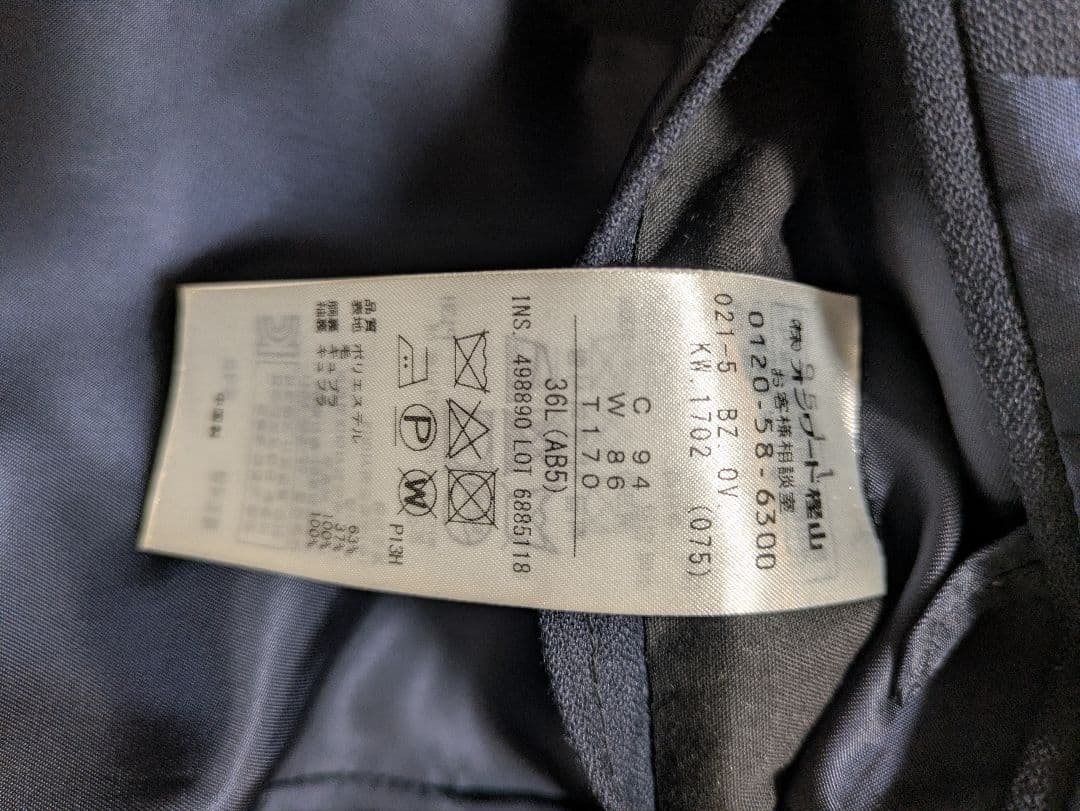 ㈱オンワード樫山
お客様相談室
0120-58-6300
021-5 BZ.OV
KW.1702 (075)
C 94
W 86
T170
36L(AB5)
INS. 498890 LOT 6885118
P
W
P13H
品質
表地 ポリエステル 63%
毛 37%
胴裏 キュプラ 100%
袖裏 キュプラ 100%
中国製